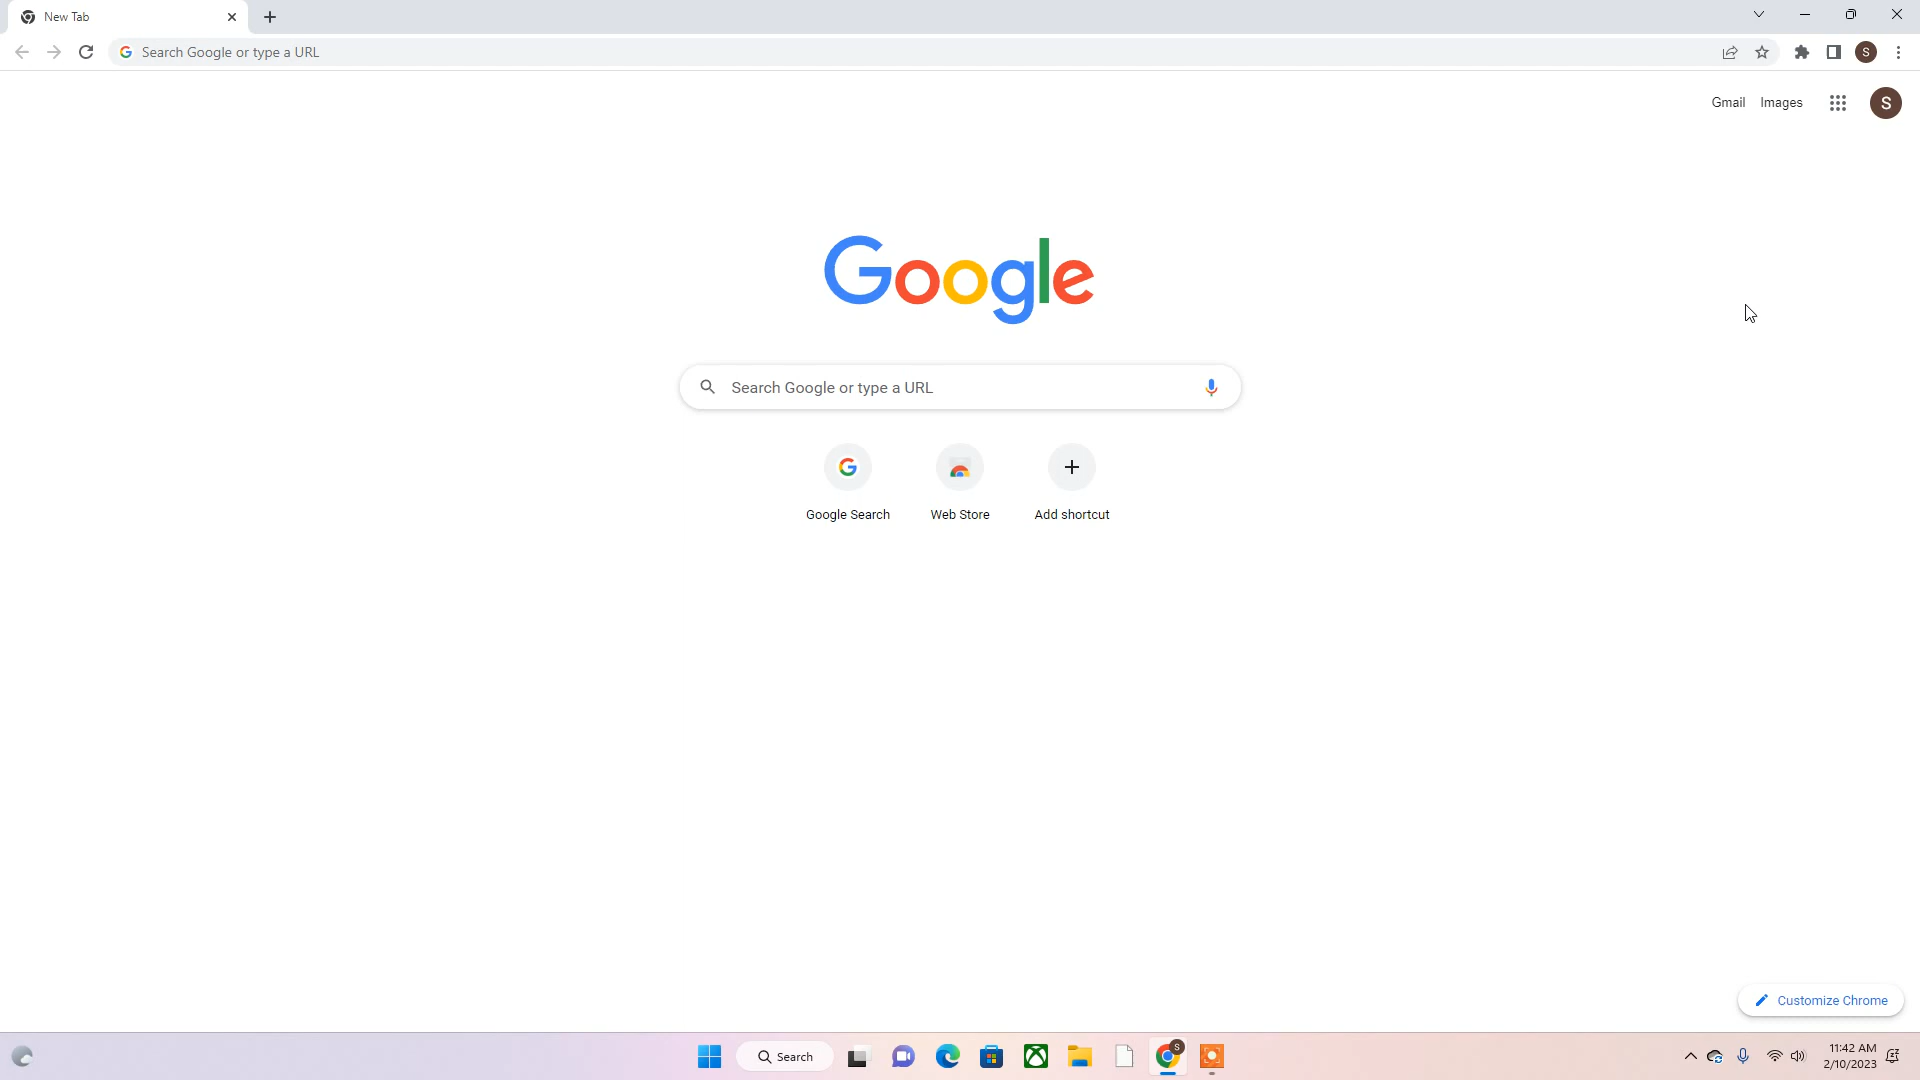 New Tab
Search Google or type a URL
S
Gmail Images S
Google
Search Google or type a URL
Google Search Web Store Add shortcut
Customize Chrome
Search
S
11:42 AM
2/10/2023